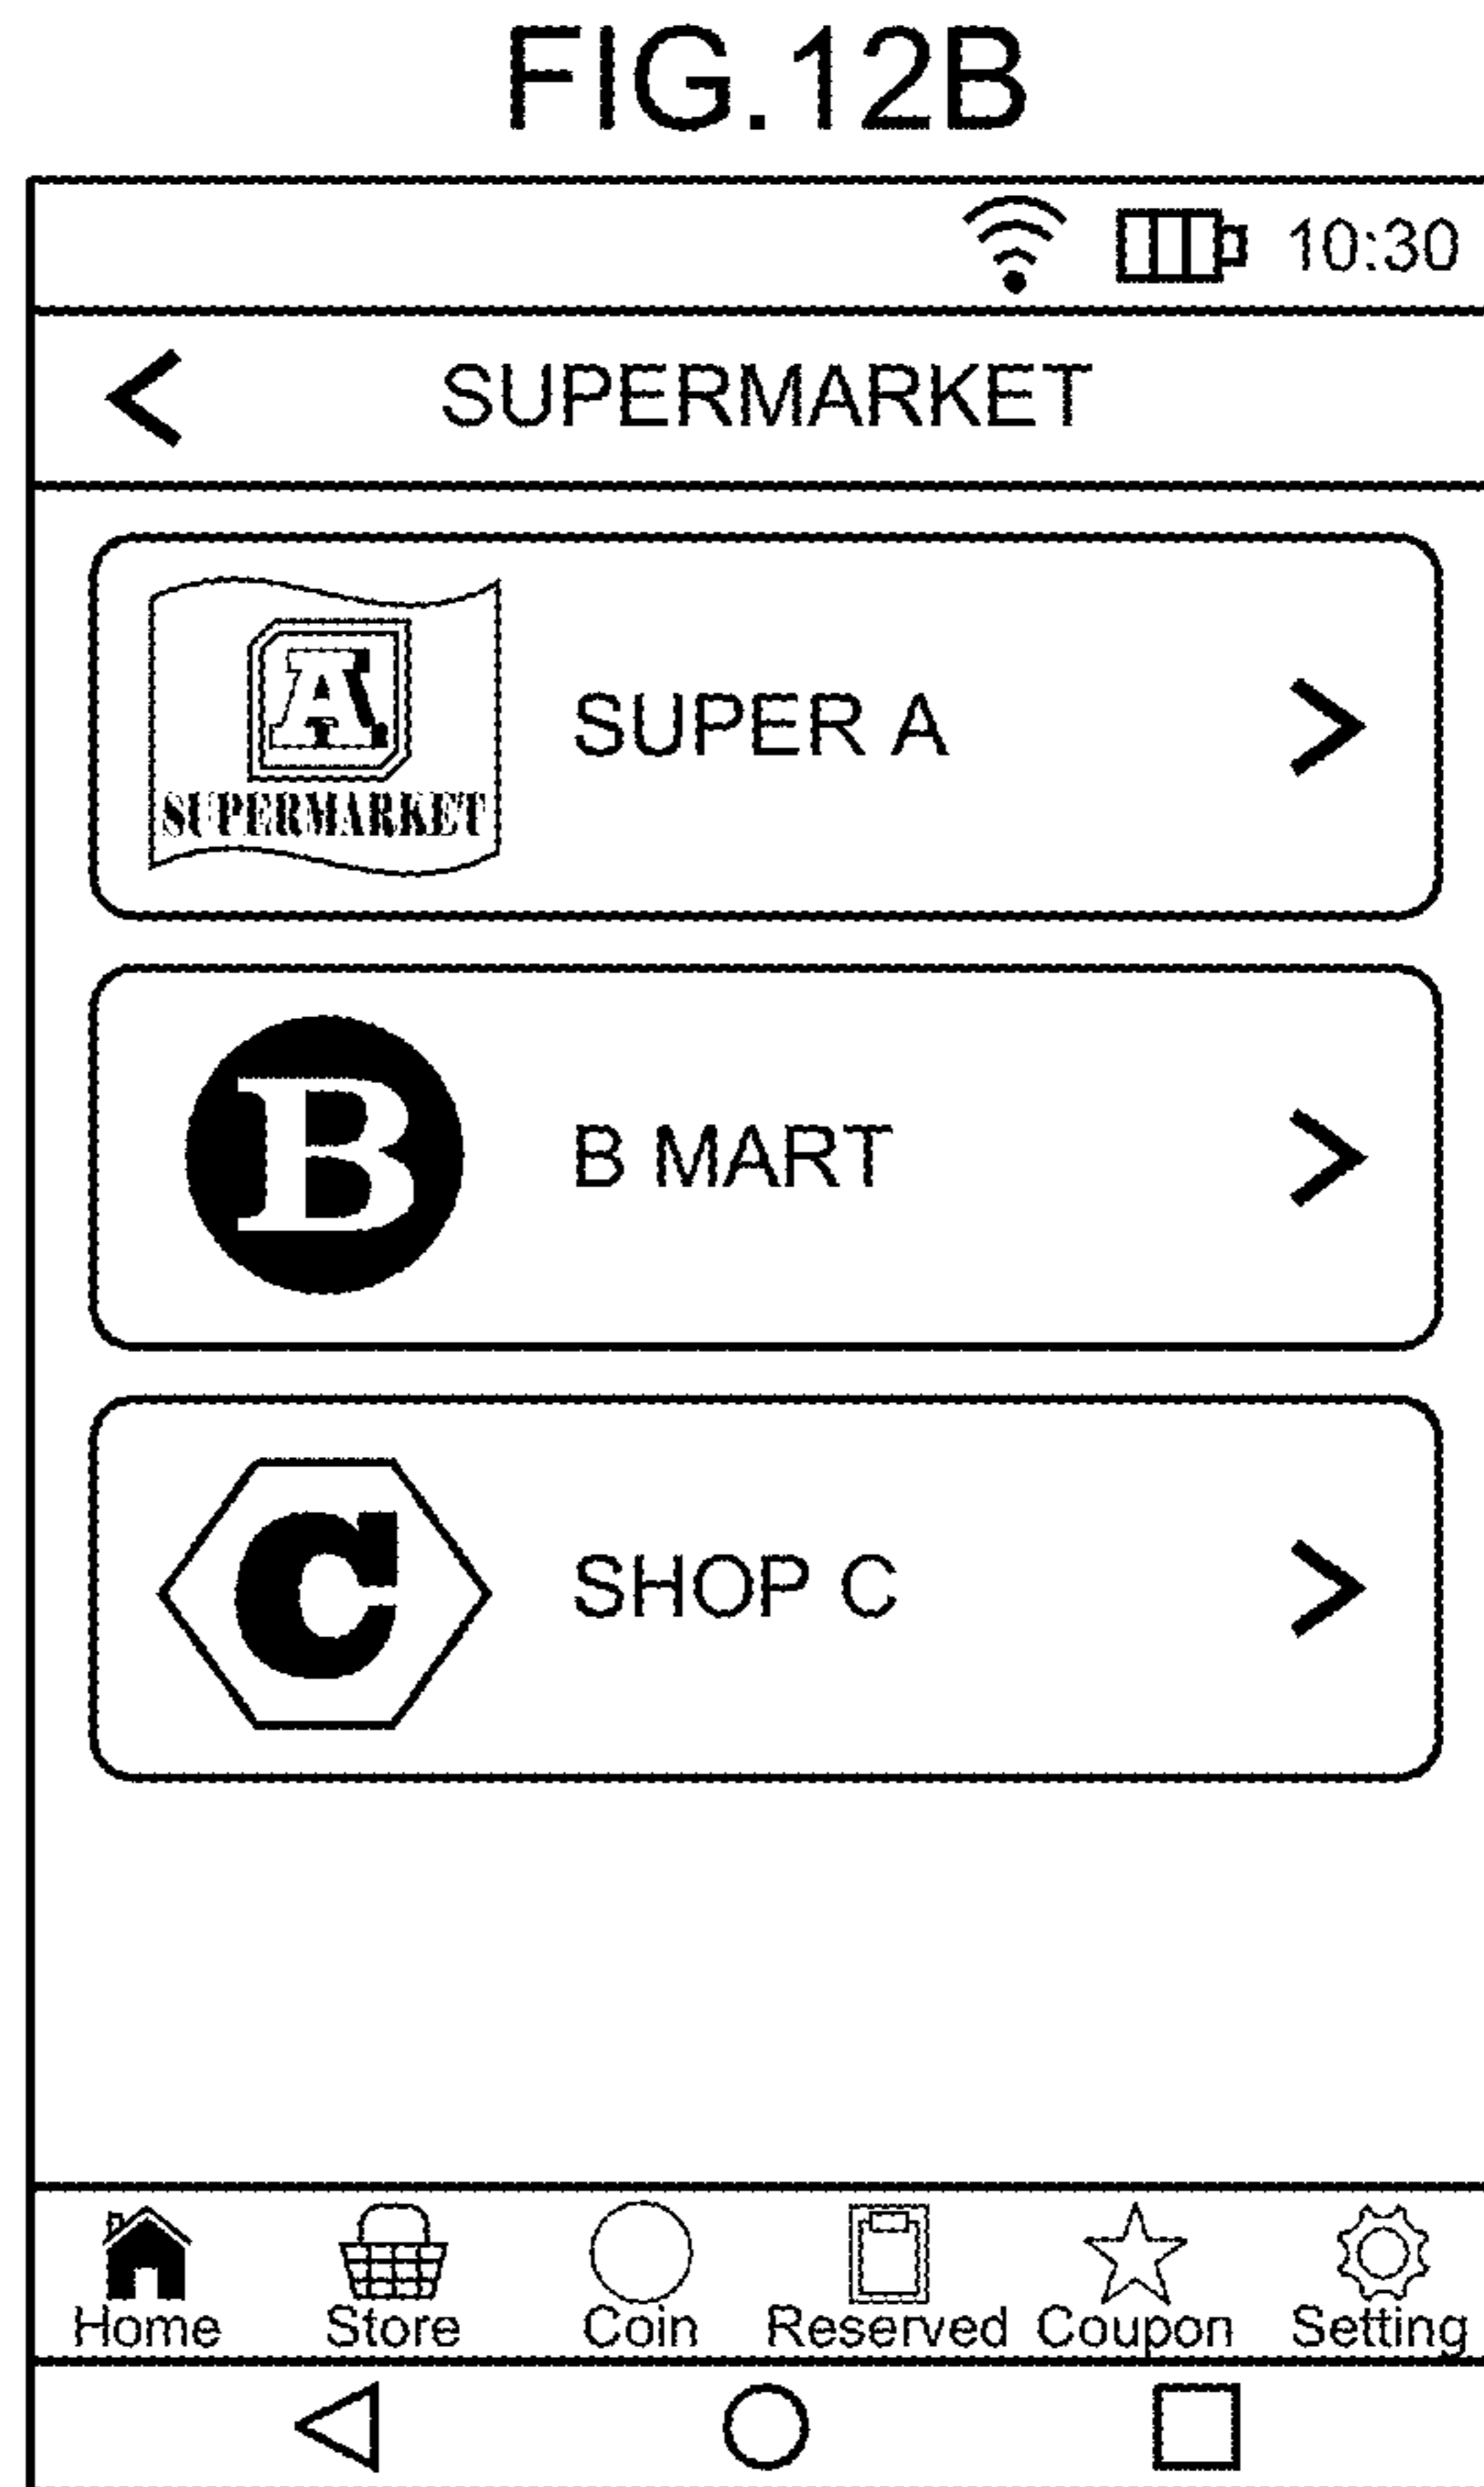 FIG.12B
10:30
SUPERMARKET
A
SUPERMARKET
SUPER A
B
B MART
C
SHOP C
Home Store Coin Reserved Coupon Setting